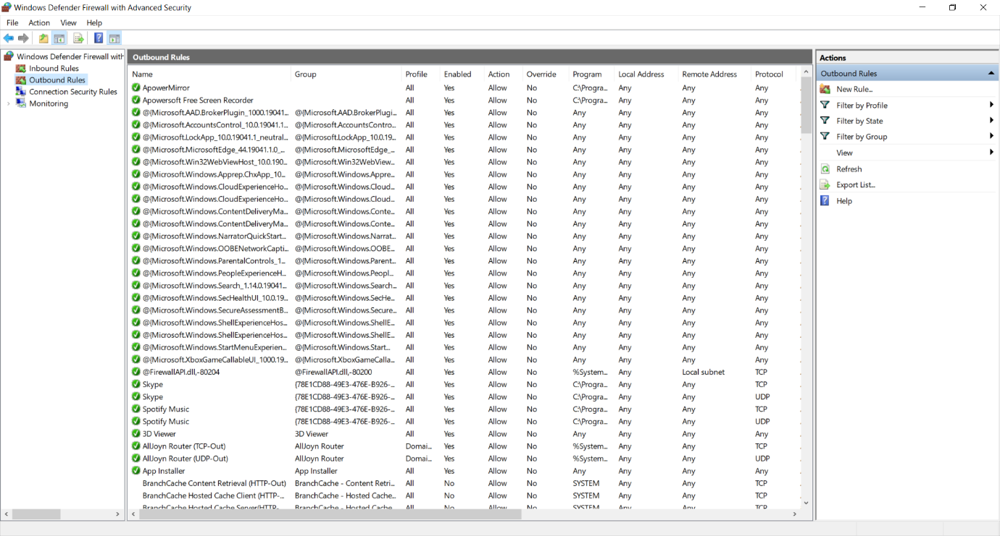 Windows Defender Firewall with Advanced Security
File Action View Help
Windows Defender Firewall with
Inbound Rules
Outbound Rules
Connection Security Rules
Monitoring
Outbound Rules
Name Group Profile Enabled Action Override Program Local Address Remote Address Protocol
ApowerMirror All Yes Allow No C:\Progra... Any Any Any
Apowersoft Free Screen Recorder All Yes Allow No C:\Progra... Any Any Any
@{Microsoft.AAD.BrokerPlugin_1000.19041... @{Microsoft.AAD.BrokerPlugi... All Yes Allow No Any Any Any Any
@{Microsoft.AccountsControl_10.0.19041.1... @{Microsoft.AccountsContro... All Yes Allow No Any Any Any Any
@{Microsoft.LockApp_10.0.19041.1_neutral... @{Microsoft.LockApp_10.0.19... All Yes Allow No Any Any Any Any
@{Microsoft.MicrosoftEdge_44.19041.1.0_... @{Microsoft.MicrosoftEdge_... All Yes Allow No Any Any Any Any
@{Microsoft.Win32WebViewHost_10.0.190... @{Microsoft.Win32WebView... All Yes Allow No Any Any Any Any
@{Microsoft.Windows.Apprep.ChxApp_10... @{Microsoft.Windows.Appre... All Yes Allow No Any Any Any Any
@{Microsoft.Windows.CloudExperienceHo... @{Microsoft.Windows.Cloud... All Yes Allow No Any Any Any Any
@{Microsoft.Windows.CloudExperienceHo... @{Microsoft.Windows.Cloud... All Yes Allow No Any Any Any Any
@{Microsoft.Windows.ContentDeliveryMa... @{Microsoft.Windows.Conte... All Yes Allow No Any Any Any Any
@{Microsoft.Windows.ContentDeliveryMa... @{Microsoft.Windows.Conte... All Yes Allow No Any Any Any Any
@{Microsoft.Windows.NarratorQuickStart... @{Microsoft.Windows.Narrat... All Yes Allow No Any Any Any Any
@{Microsoft.Windows.OOBENetworkCapti... @{Microsoft.Windows.OOBE... All Yes Allow No Any Any Any Any
@{Microsoft.Windows.ParentalControls_1... @{Microsoft.Windows.Parent... All Yes Allow No Any Any Any Any
@{Microsoft.Windows.PeopleExperienceH... @{Microsoft.Windows.Peopl... All Yes Allow No Any Any Any Any
@{Microsoft.Windows.Search_1.14.0.19041... @{Microsoft.Windows.Search... All Yes Allow No Any Any Any Any
@{Microsoft.Windows.SecHealthUI_10.0.19... @{Microsoft.Windows.SecHe... All Yes Allow No Any Any Any Any
@{Microsoft.Windows.SecureAssessmentB... @{Microsoft.Windows.Secure... All Yes Allow No Any Any Any Any
@{Microsoft.Windows.ShellExperienceHos... @{Microsoft.Windows.ShellE... All Yes Allow No Any Any Any Any
@{Microsoft.Windows.ShellExperienceHos... @{Microsoft.Windows.ShellE... All Yes Allow No Any Any Any Any
@{Microsoft.Windows.StartMenuExperien... @{Microsoft.Windows.Start... All Yes Allow No Any Any Any Any
@{Microsoft.XboxGameCallableUI_1000.19... @{Microsoft.XboxGameCalla... All Yes Allow No Any Any Any Any
@FirewallAPI.dll,-80204 @FirewallAPI.dll,-80200 All Yes Allow No %System... Any Local subnet TCP
Skype {78E1CD88-49E3-476E-B926-... All Yes Allow No C:\Progra... Any Any TCP
Skype {78E1CD88-49E3-476E-B926-... All Yes Allow No C:\Progra... Any Any UDP
Spotify Music {78E1CD88-49E3-476E-B926-... All Yes Allow No C:\Progra... Any Any TCP
Spotify Music {78E1CD88-49E3-476E-B926-... All Yes Allow No C:\Progra... Any Any UDP
3D Viewer 3D Viewer All Yes Allow No Any Any Any Any
AllJoyn Router (TCP-Out) AllJoyn Router Domai... Yes Allow No %System... Any Any TCP
AllJoyn Router (UDP-Out) AllJoyn Router Domai... Yes Allow No %System... Any Any UDP
App Installer App Installer All Yes Allow No Any Any Any Any
BranchCache Content Retrieval (HTTP-Out) BranchCache - Content Retri... All No Allow No SYSTEM Any Any TCP
BranchCache Hosted Cache Client (HTTP-... BranchCache - Hosted Cache... All No Allow No SYSTEM Any Any TCP
BranchCache Hosted Cache Server(HTTP-... BranchCache - Hosted Cache... All No Allow No SYSTEM Any Any TCP
Actions
Outbound Rules
New Rule...
Filter by Profile
Filter by State
Filter by Group
View
Refresh
Export List...
Help